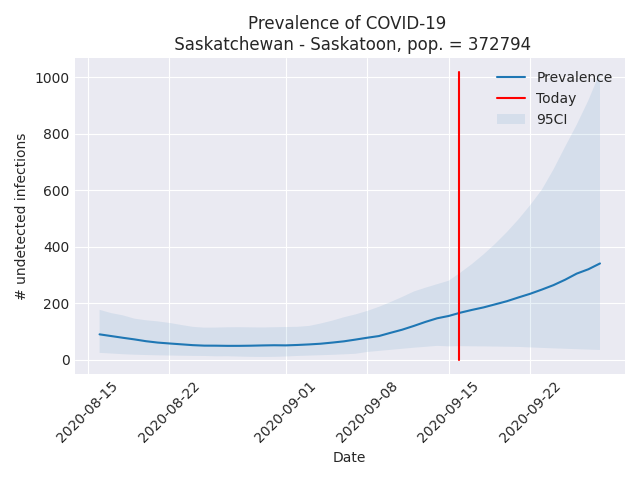 Prevalence of COVID-19
Saskatchewan - Saskatoon, pop. = 372794
Prevalence
Today
95CI
# undetected infections
1000
800
600
400
200
0
2020-08-15
2020-08-22
2020-09-01
2020-09-08
2020-09-15
2020-09-22
Date